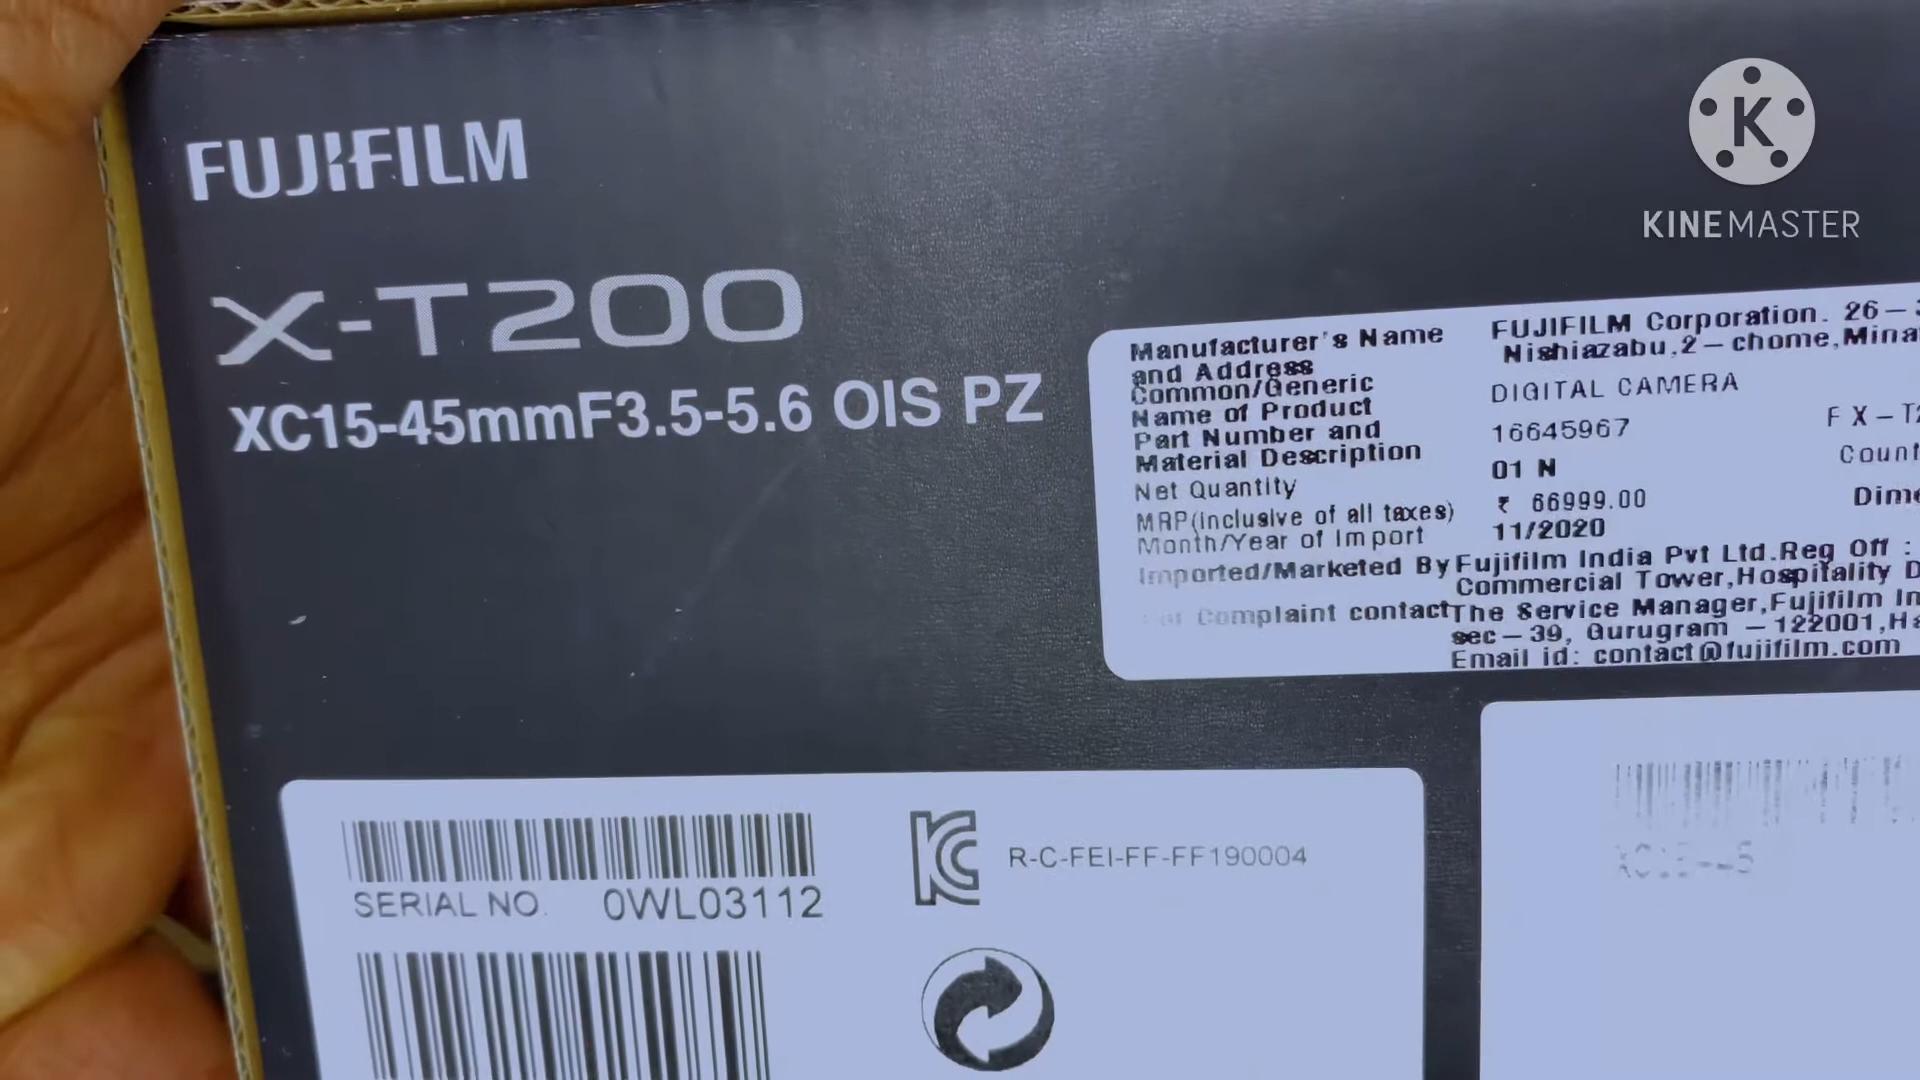 FUJIFILM
X-T200
XC15-45mmF3.5-5.6 OIS PZ
K
KINEMASTER
Manufacturer's Name
and Address
Common/Generic
Name of Product
Part Number and
Material Description
Net Quantity
MRP(inclusive of all taxes)
Month/Year of Import
Imported/Marketed By
Complaint contact
FUJIFILM Corporation. 26-
Nishiazabu,2-chome,
DIGITAL CAMERA
16645967 F X-T2
01 N
₹ 66999.00
11/2020
Fujifilm India Pvt Ltd.Reg Off :
Commercial Tower,Hospitality
The Service Manager,Fujifilm
sec-39, Gurugram -122001,
Email id: contact@fujifilm.com
SERIAL NO. 0WL03112
R-C-FEI-FF-FF190004